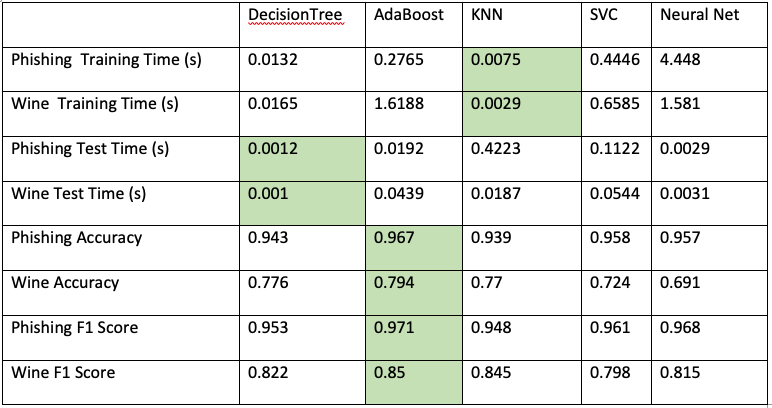 DecisionTree AdaBoost KNN SVC Neural Net
Phishing Training Time (s) 0.0132 0.2765 0.0075 0.4446 4.448
Wine Training Time (s) 0.0165 1.6188 0.0029 0.6585 1.581
Phishing Test Time (s) 0.0012 0.0192 0.4223 0.1122 0.0029
Wine Test Time (s) 0.001 0.0439 0.0187 0.0544 0.0031
Phishing Accuracy 0.943 0.967 0.939 0.958 0.957
Wine Accuracy 0.776 0.794 0.77 0.724 0.691
Phishing F1 Score 0.953 0.971 0.948 0.961 0.968
Wine F1 Score 0.822 0.85 0.845 0.798 0.815